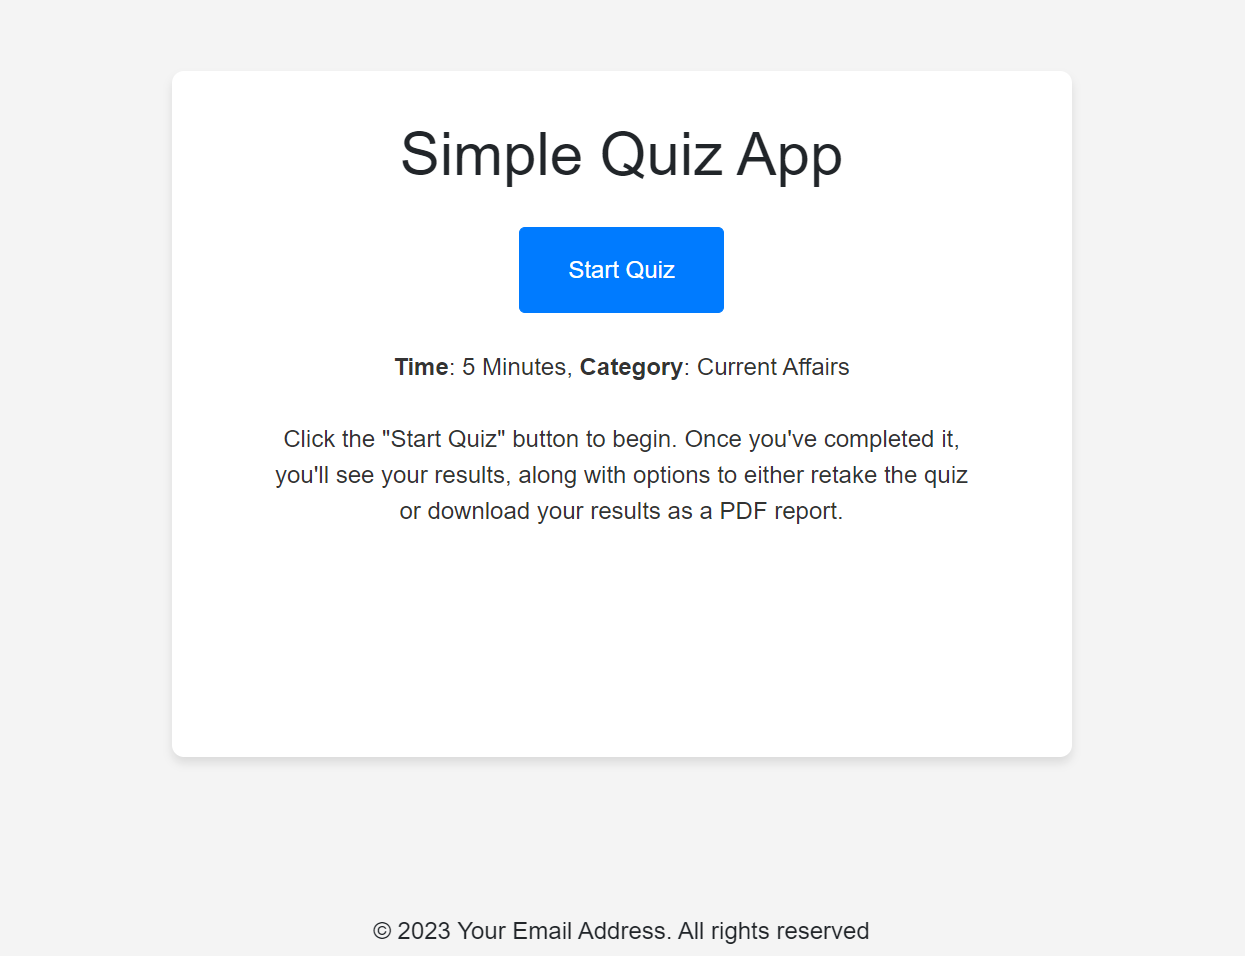 Simple Quiz App
Start Quiz
Time: 5 Minutes, Category: Current Affairs
Click the "Start Quiz" button to begin. Once you've completed it,
you'll see your results, along with options to either retake the quiz
or download your results as a PDF report.
© 2023 Your Email Address. All rights reserved